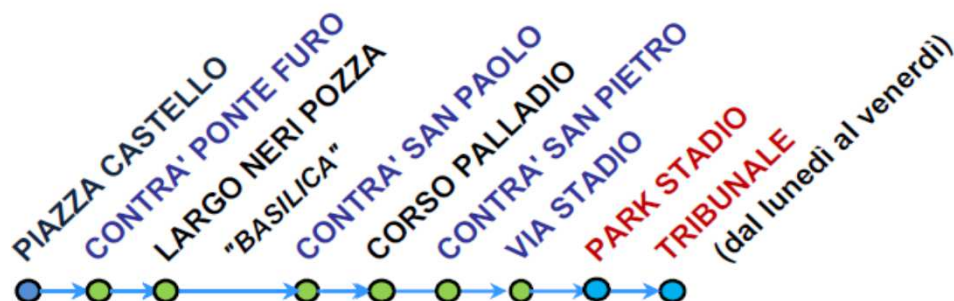 PIAZZA CASTELLO
CONTRA' PONTE FURO
LARGO NERI POZZA
"BASILICA"
CONTRA' SAN PAOLO
CORSO PALLADIO
CONTRA' SAN PIETRO
VIA STADIO
PARK STADIO
TRIBUNALE
(dal lunedì al venerdì)